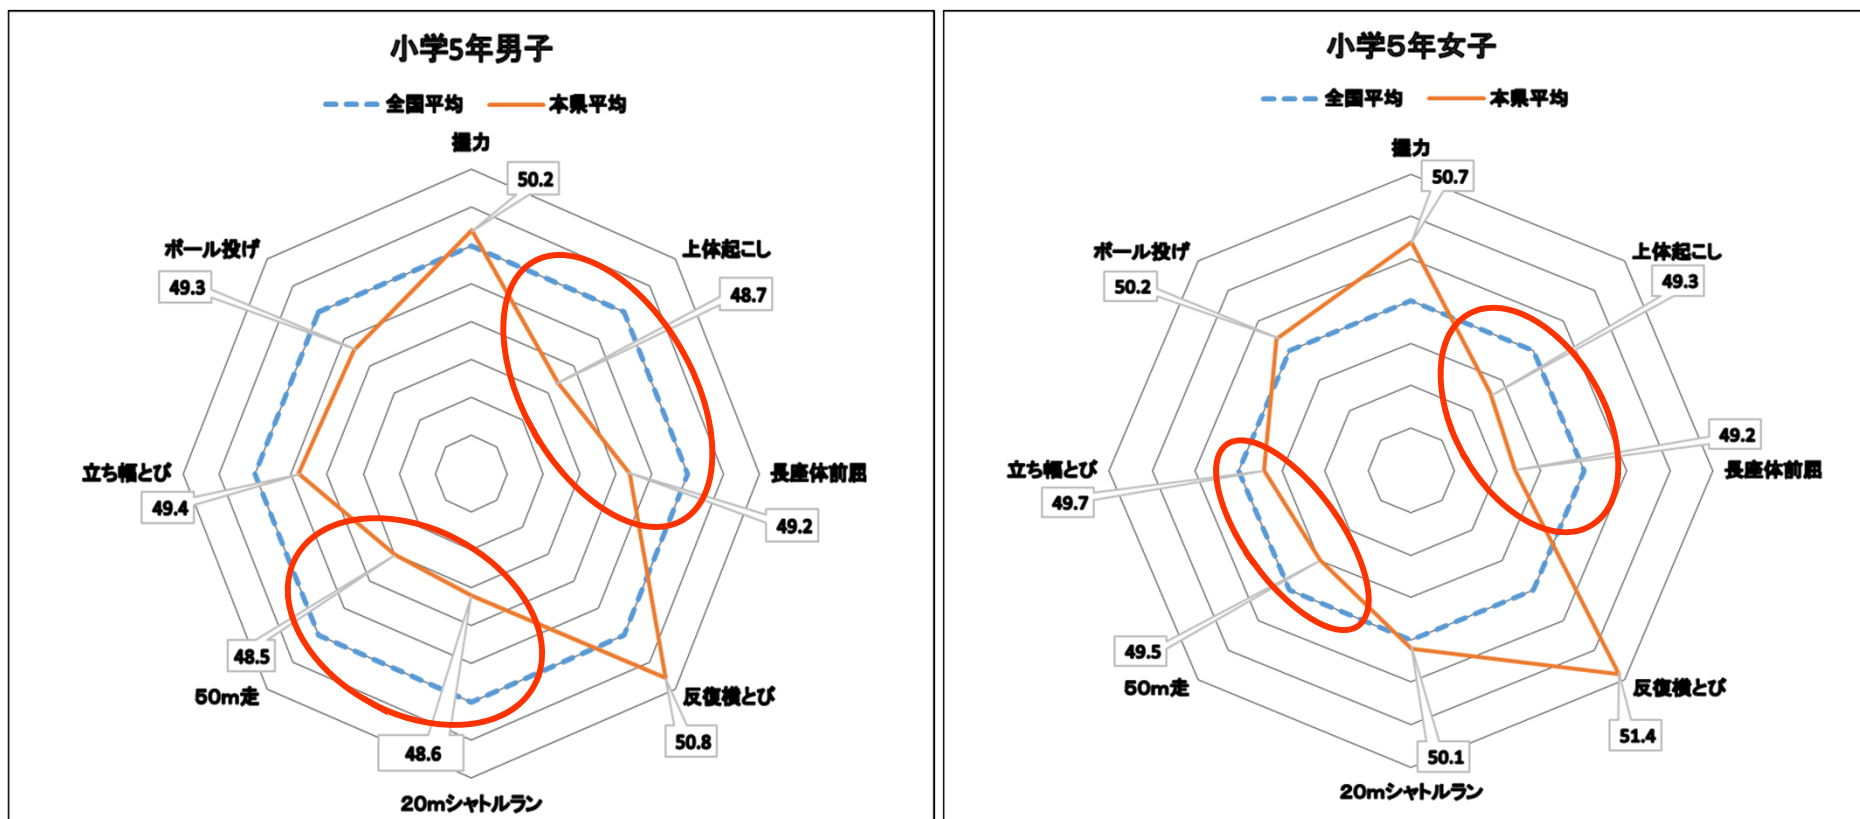 小学5年男子
全国平均 本県平均
握力
50.2
ボール投げ
上体起こし
49.3
48.7
立ち幅とび
長座体前屈
49.4
49.2
48.5
50m走
反復横とび
48.6
50.8
20mシャトルラン
小学5年女子
全国平均 本県平均
握力
50.7
ボール投げ
上体起こし
50.2
49.3
49.2
立ち幅とび
長座体前屈
49.7
49.5
50m走
反復横とび
51.4
50.1
20mシャトルラン